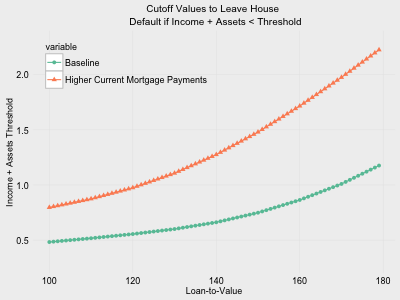 Cutoff Values to Leave House
Default if Income + Assets < Threshold
variable
Baseline
Higher Current Mortgage Payments
Income + Assets Threshold
2.0
1.5
1.0
0.5
100
120
140
160
180
Loan-to-Value